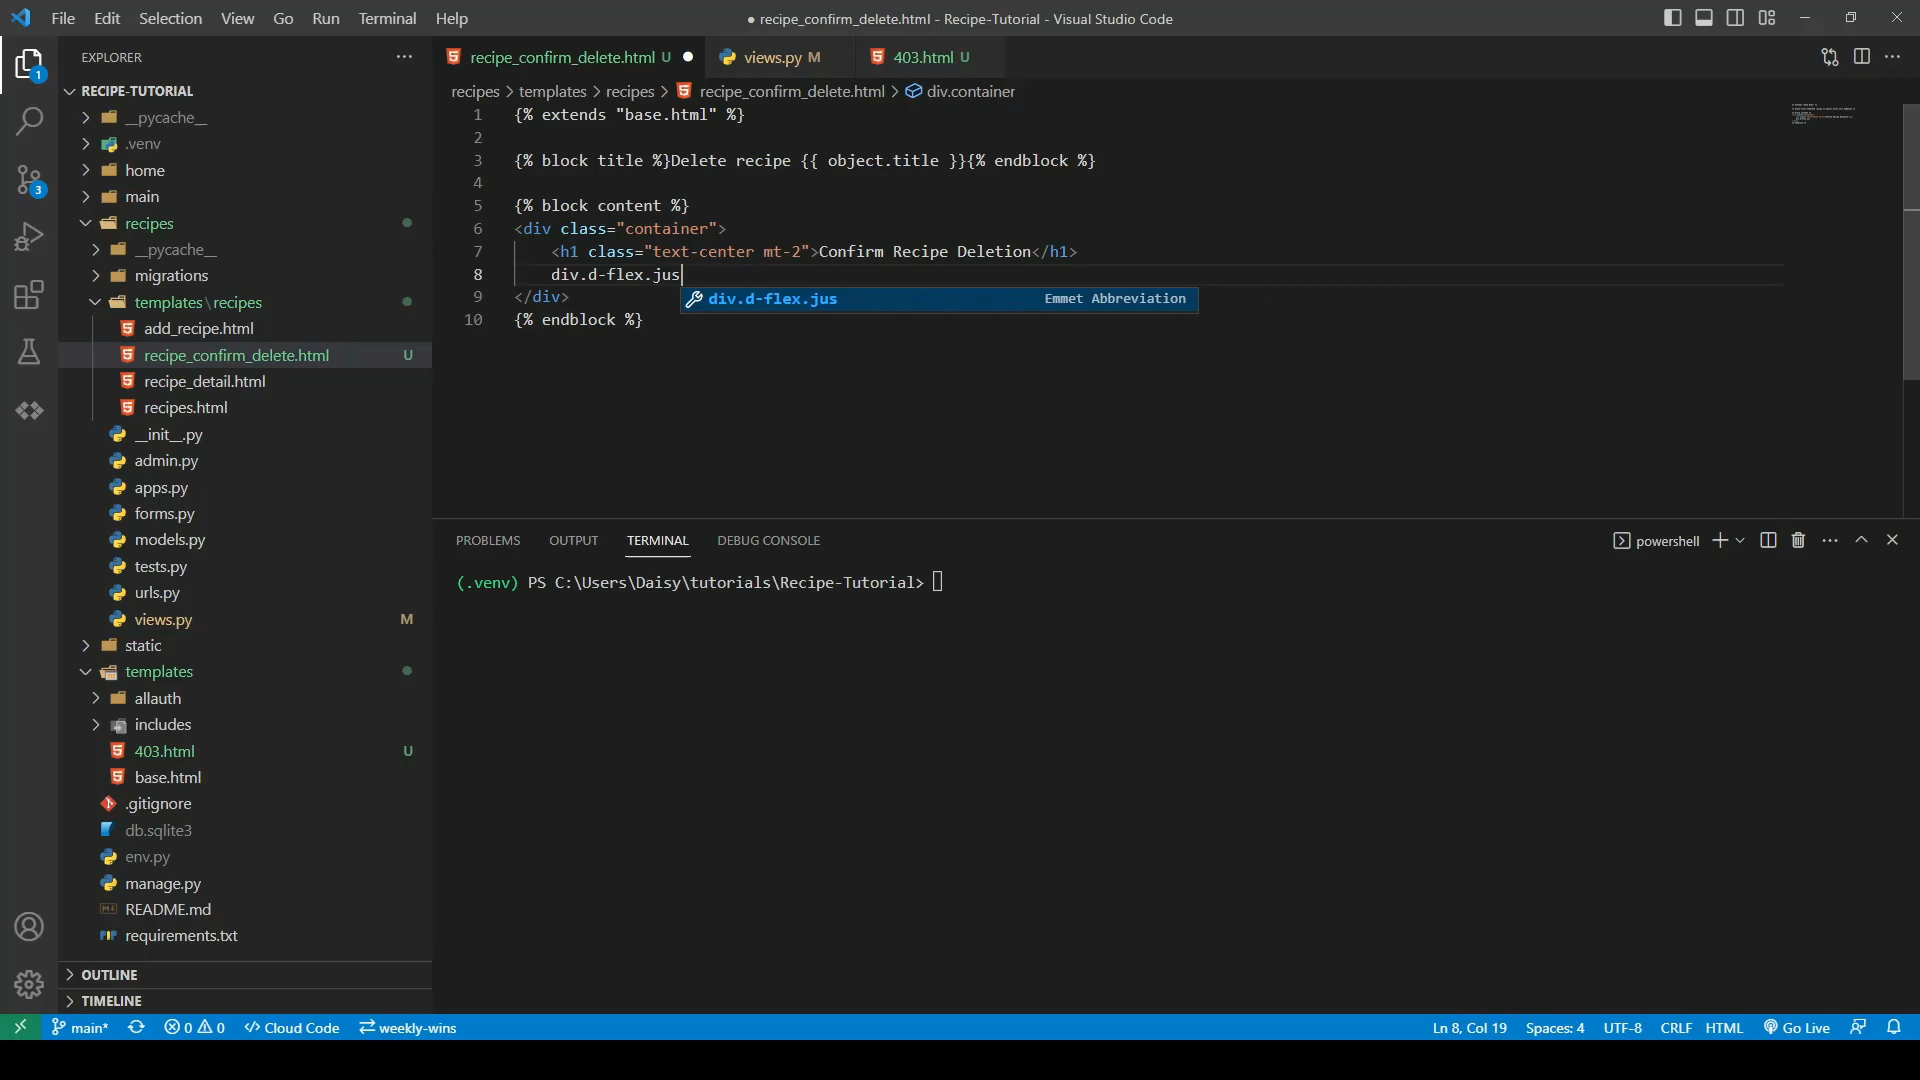 File Edit Selection View Go Run Terminal Help
● recipe_confirm_delete.html - Recipe-Tutorial - Visual Studio Code
EXPLORER
recipe_confirm_delete.html U
views.py M
403.html U
1
RECIPE-TUTORIAL
recipes > templates > recipes > recipe_confirm_delete.html > div.container
__pycache__
.venv
home
3
main
recipes
__pycache__
migrations
templates\recipes
add_recipe.html
recipe_confirm_delete.html U
recipe_detail.html
recipes.html
__init__.py
admin.py
apps.py
forms.py
models.py
tests.py
urls.py
views.py M
static
templates
allauth
includes
403.html U
base.html
.gitignore
db.sqlite3
env.py
manage.py
README.md
requirements.txt
OUTLINE
TIMELINE
1 {% extends "base.html" %}
2
3 {% block title %}Delete recipe {{ object.title }}{% endblock %}
4
5 {% block content %}
6 <div class="container">
7 <h1 class="text-center mt-2">Confirm Recipe Deletion</h1>
8 div.d-flex.jus
9 </div>
div.d-flex.jus Emmet Abbreviation
10 {% endblock %}
PROBLEMS OUTPUT TERMINAL DEBUG CONSOLE
powershell
(.venv) PS C:\Users\Daisy\tutorials\Recipe-Tutorial>
main* 0 0 Cloud Code weekly-wins
Ln 8, Col 19 Spaces: 4 UTF-8 CRLF HTML Go Live